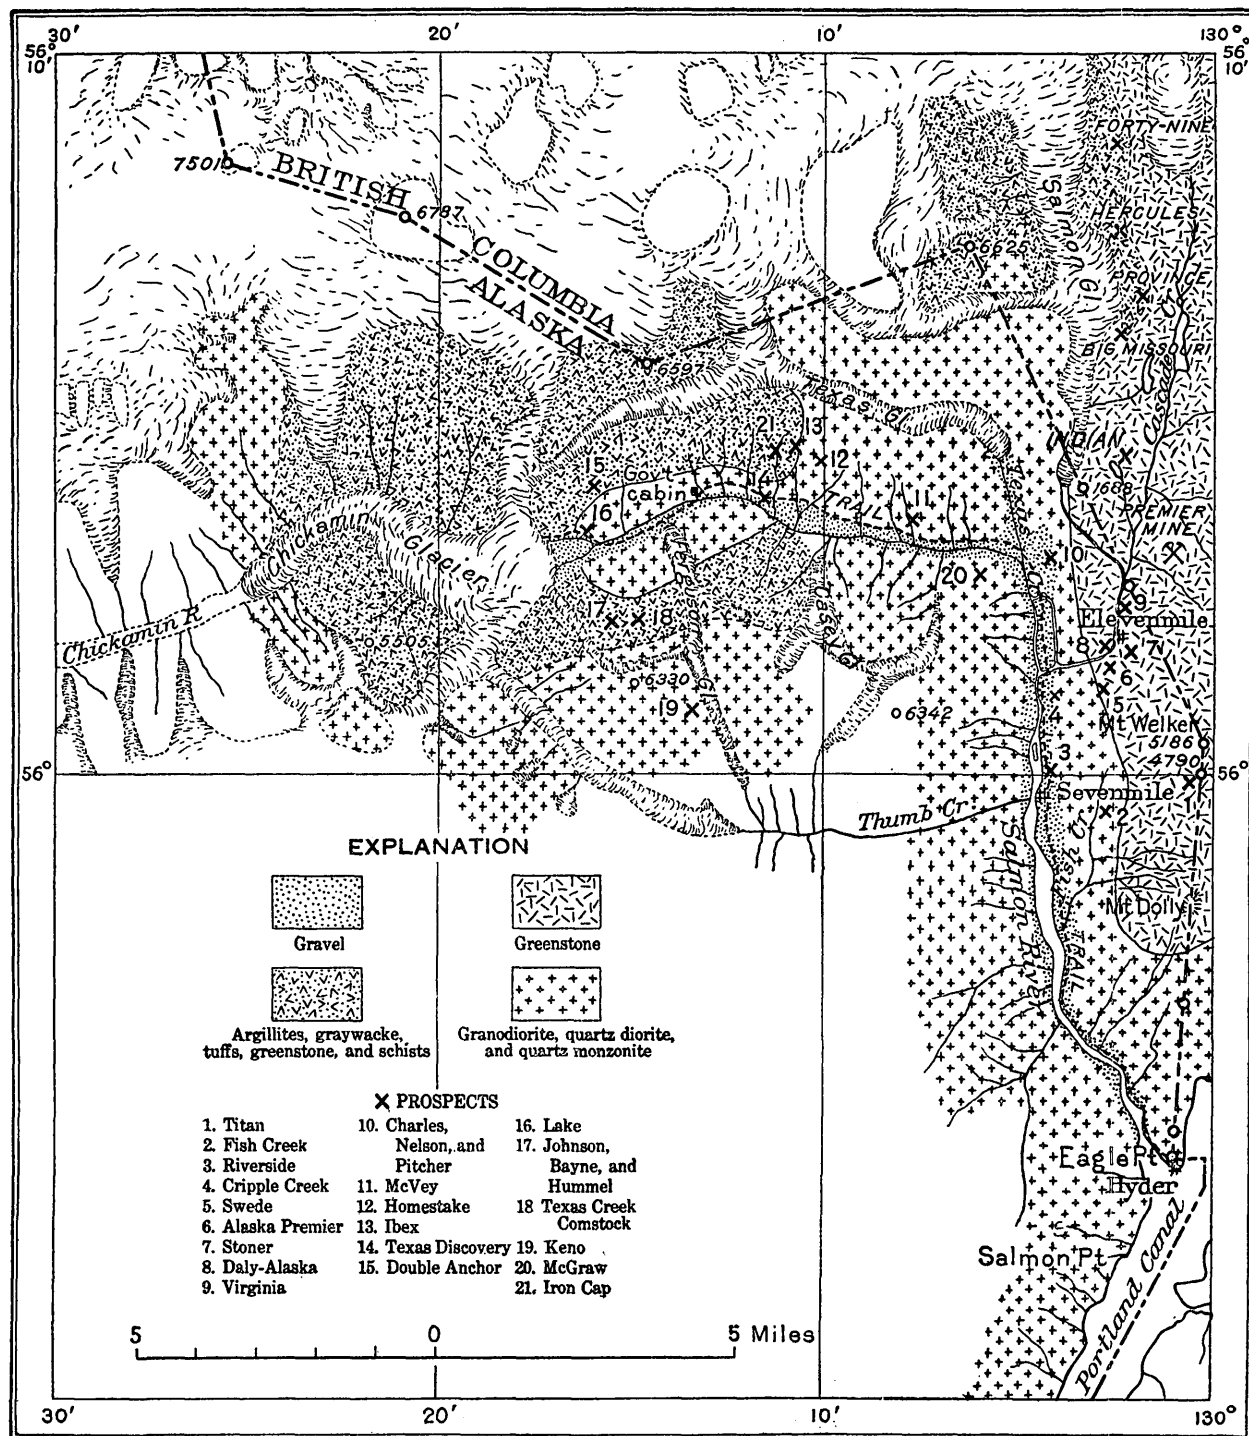 30' 20' 10' 130°
56° 10' 56° 10'
FORTY-NINE
Salmon Gl
7501
BRITISH
6787
HERCULES
6625
COLUMBIA
ALASKA
PROVINCE
6597
BIG MISSOURI
Cascade Cr
Texas Gl
21 13
INDIAN
12
15 Gov't
cabin
14
1688
16
TRAIL
11
PREMIER
MINE
Chickamin
Glacier
Texas Cr
10
20
9
Elevenmile
17 18
Casey Gl
5505
Chickamin R
8 7
6
6330
19
6342
4
5
Mt Welker
5186
3
4790
56° 56°
Sevenmile
1
2
Thumb Cr
Fish Cr
Salmon River
TRAIL
Mt Dolly
EXPLANATION
Gravel
Greenstone
Argillites, graywacke,
tuffs, greenstone, and schists
Granodiorite, quartz diorite,
and quartz monzonite
X PROSPECTS
1. Titan
2. Fish Creek
3. Riverside
4. Cripple Creek
5. Swede
6. Alaska Premier
7. Stoner
8. Daly-Alaska
9. Virginia
10. Charles,
Nelson, and
Pitcher
11. McVey
12. Homestake
13. Ibex
14. Texas Discovery
15. Double Anchor
16. Lake
17. Johnson,
Bayne, and
Hummel
18 Texas Creek
Comstock
19. Keno
20. McGraw
21. Iron Cap
Eagle Pt
Hyder
Salmon Pt
Portland Canal
5 0 5 Miles
30' 20' 10' 130°